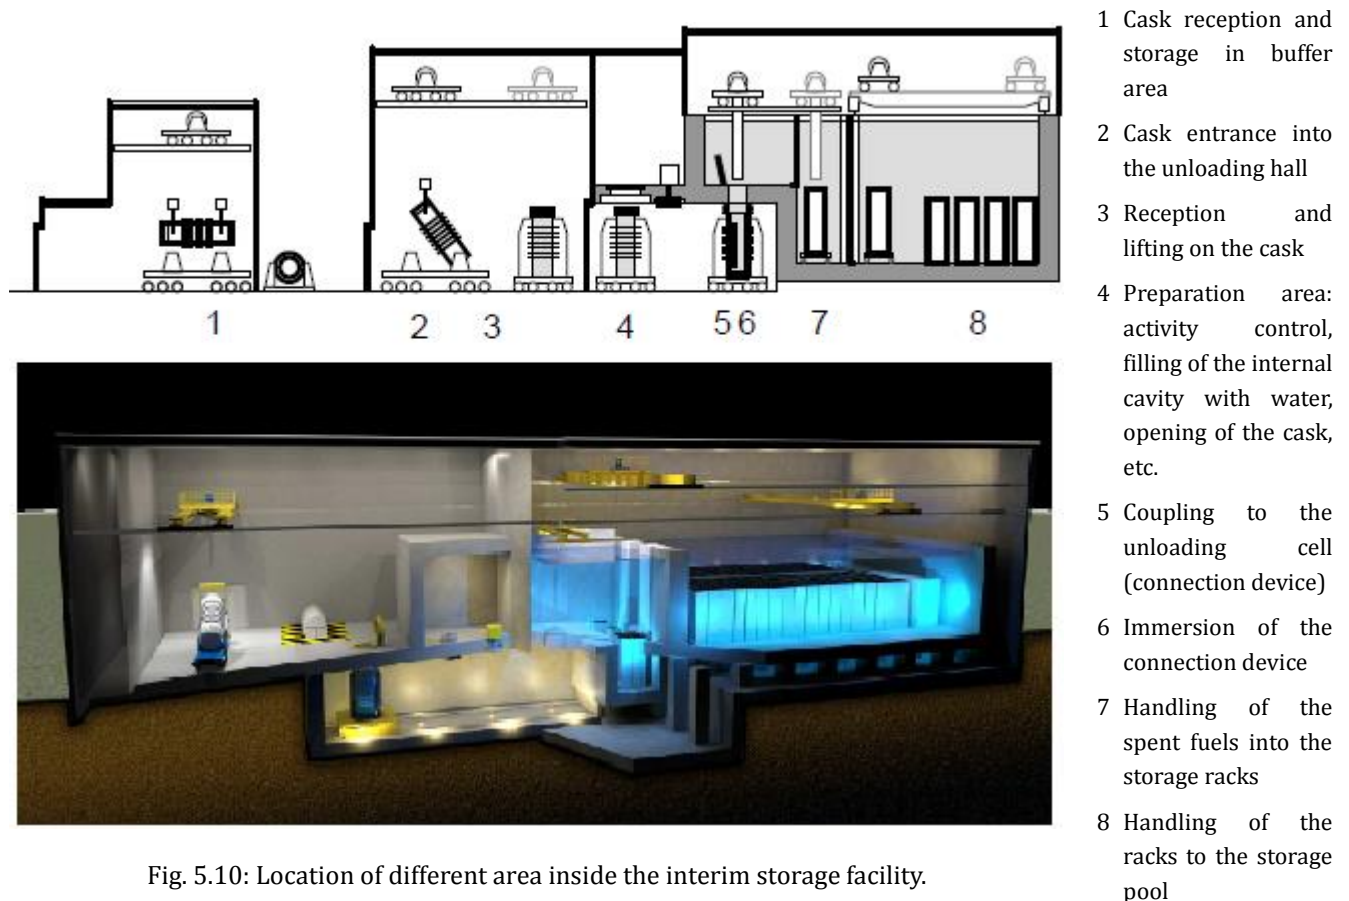 1 Cask reception and
storage in buffer
area
2 Cask entrance into
the unloading hall
3 Reception and
lifting on the cask
4 Preparation area:
activity control,
filling of the internal
cavity with water,
opening of the cask,
etc.
5 Coupling to the
unloading cell
(connection device)
6 Immersion of the
connection device
7 Handling of the
spent fuels into the
storage racks
8 Handling of the
racks to the storage
pool
1 2 3 4 5 6 7 8
Fig. 5.10: Location of different area inside the interim storage facility.